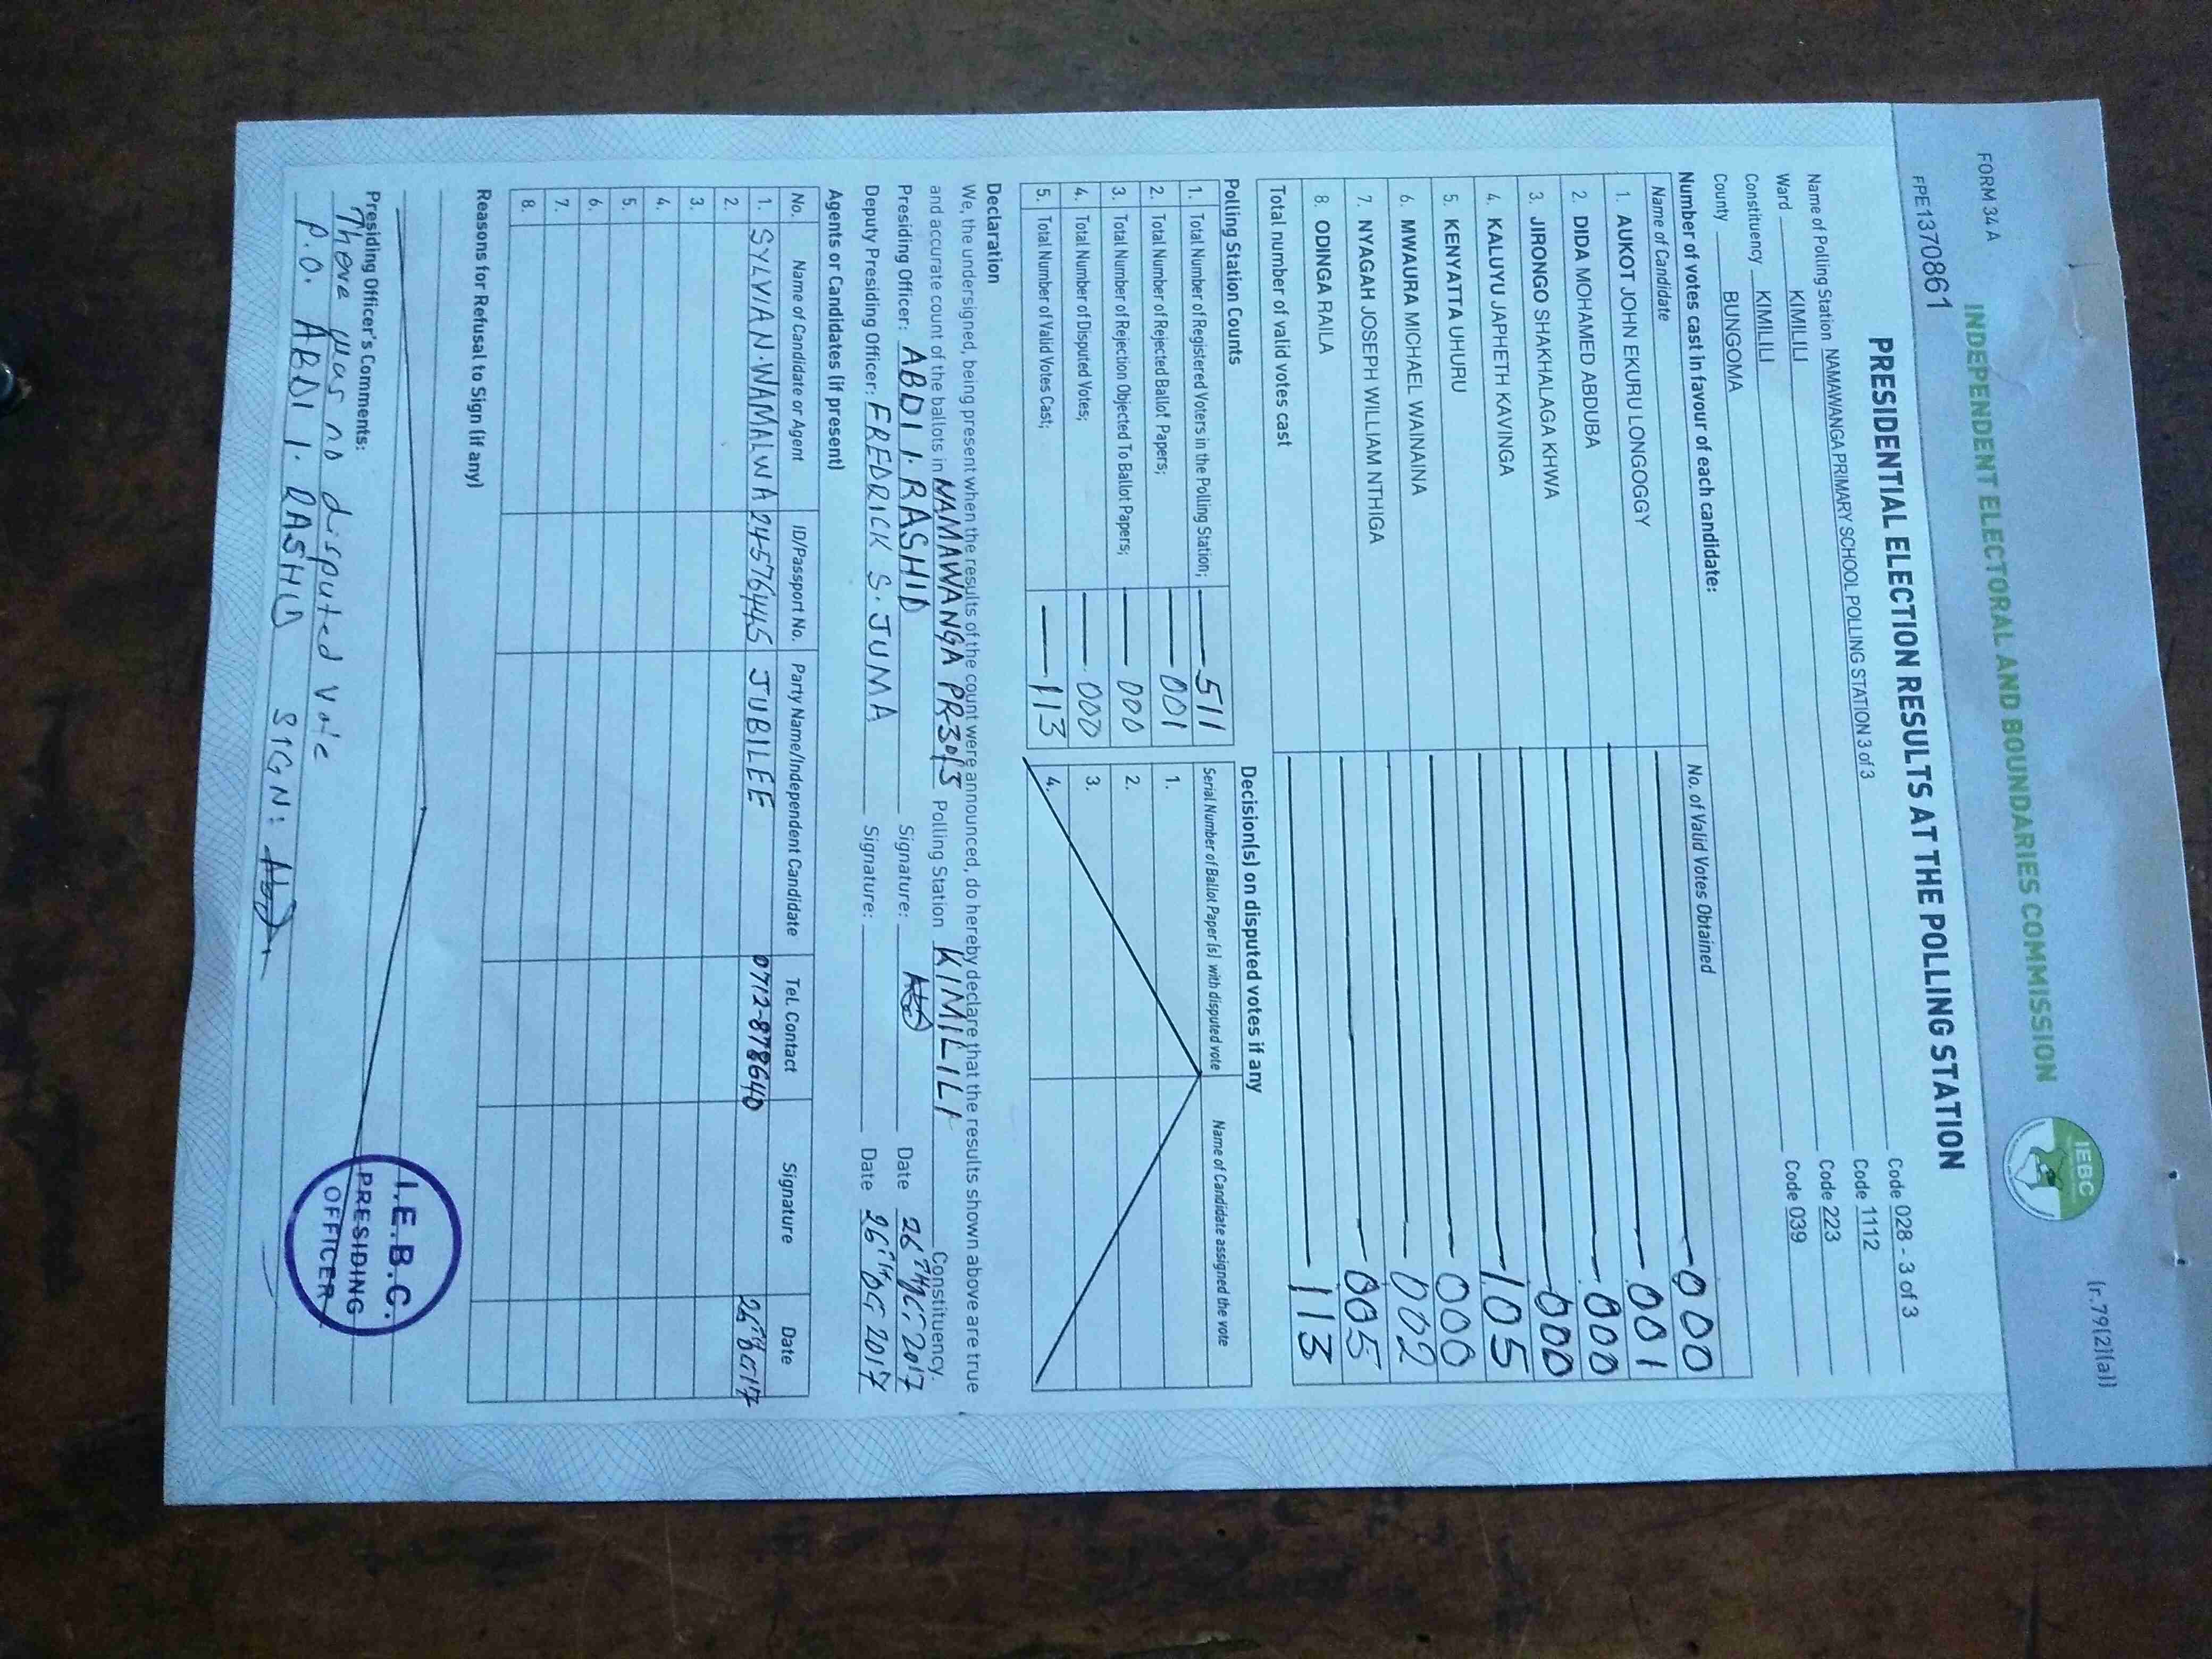 FORM 34 A
(r.79(2)(a))
INDEPENDENT ELECTORAL AND BOUNDARIES COMMISSION
IEBC
FPE1370861
PRESIDENTIAL ELECTION RESULTS AT THE POLLING STATION
Name of Polling Station NAMAWANGA PRIMARY SCHOOL POLLING STATION 3 of 3 Code 028 - 3 of 3
Ward KIMILILI Code 1112
Constituency KIMILILI Code 223
County BUNGOMA Code 039
Number of votes cast in favour of each candidate:
Name of Candidate No. of Valid Votes Obtained
1. AUKOT JOHN EKURU LONGOGGY 000
2. DIDA MOHAMED ABDUBA 001
3. JIRONGO SHAKHALAGA KHWA 000
4. KALUYU JAPHETH KAVINGA 000
5. KENYATTA UHURU 105
6. MWAURA MICHAEL WAINAINA 000
7. NYAGAH JOSEPH WILLIAM NTHIGA 002
8. ODINGA RAILA 005
Total number of valid votes cast 113
Polling Station Counts
1. Total Number of Registered Voters in the Polling Station; 511
2. Total Number of Rejected Ballot Papers; 001
3. Total Number of Rejection Objected To Ballot Papers; 000
4. Total Number of Disputed Votes; 000
5. Total Number of Valid Votes Cast; 113
Decision(s) on disputed votes if any
Serial Number of Ballot Paper (s) with disputed vote Name of Candidate assigned the vote
1.
2.
3.
4.
Declaration
We, the undersigned, being present when the results of the count were announced, do hereby declare that the results shown above are true
and accurate count of the ballots in NAMAWANGA PR 3of3 Polling Station KIMILILI Constituency.
Presiding Officer: ABDI I. RASHID Signature: Date 26TH OCT 2017
Deputy Presiding Officer: FREDRICK S. JUMA Signature: Date 26TH OCT 2017
Agents or Candidates (if present)
No. Name of Candidate or Agent ID/Passport No. Party Name/Independent Candidate Tel. Contact Signature Date
1. SYLVIA N. WAMALWA 24576445 JUBILEE 0712-878640
2.
3.
4.
5.
6.
7.
8.
Reasons for Refusal to Sign (if any)
Presiding Officer's Comments:
There was no disputed vote
P.O. ABDI I. RASHID SIGN:
I.E.B.C.
PRESIDING
OFFICER